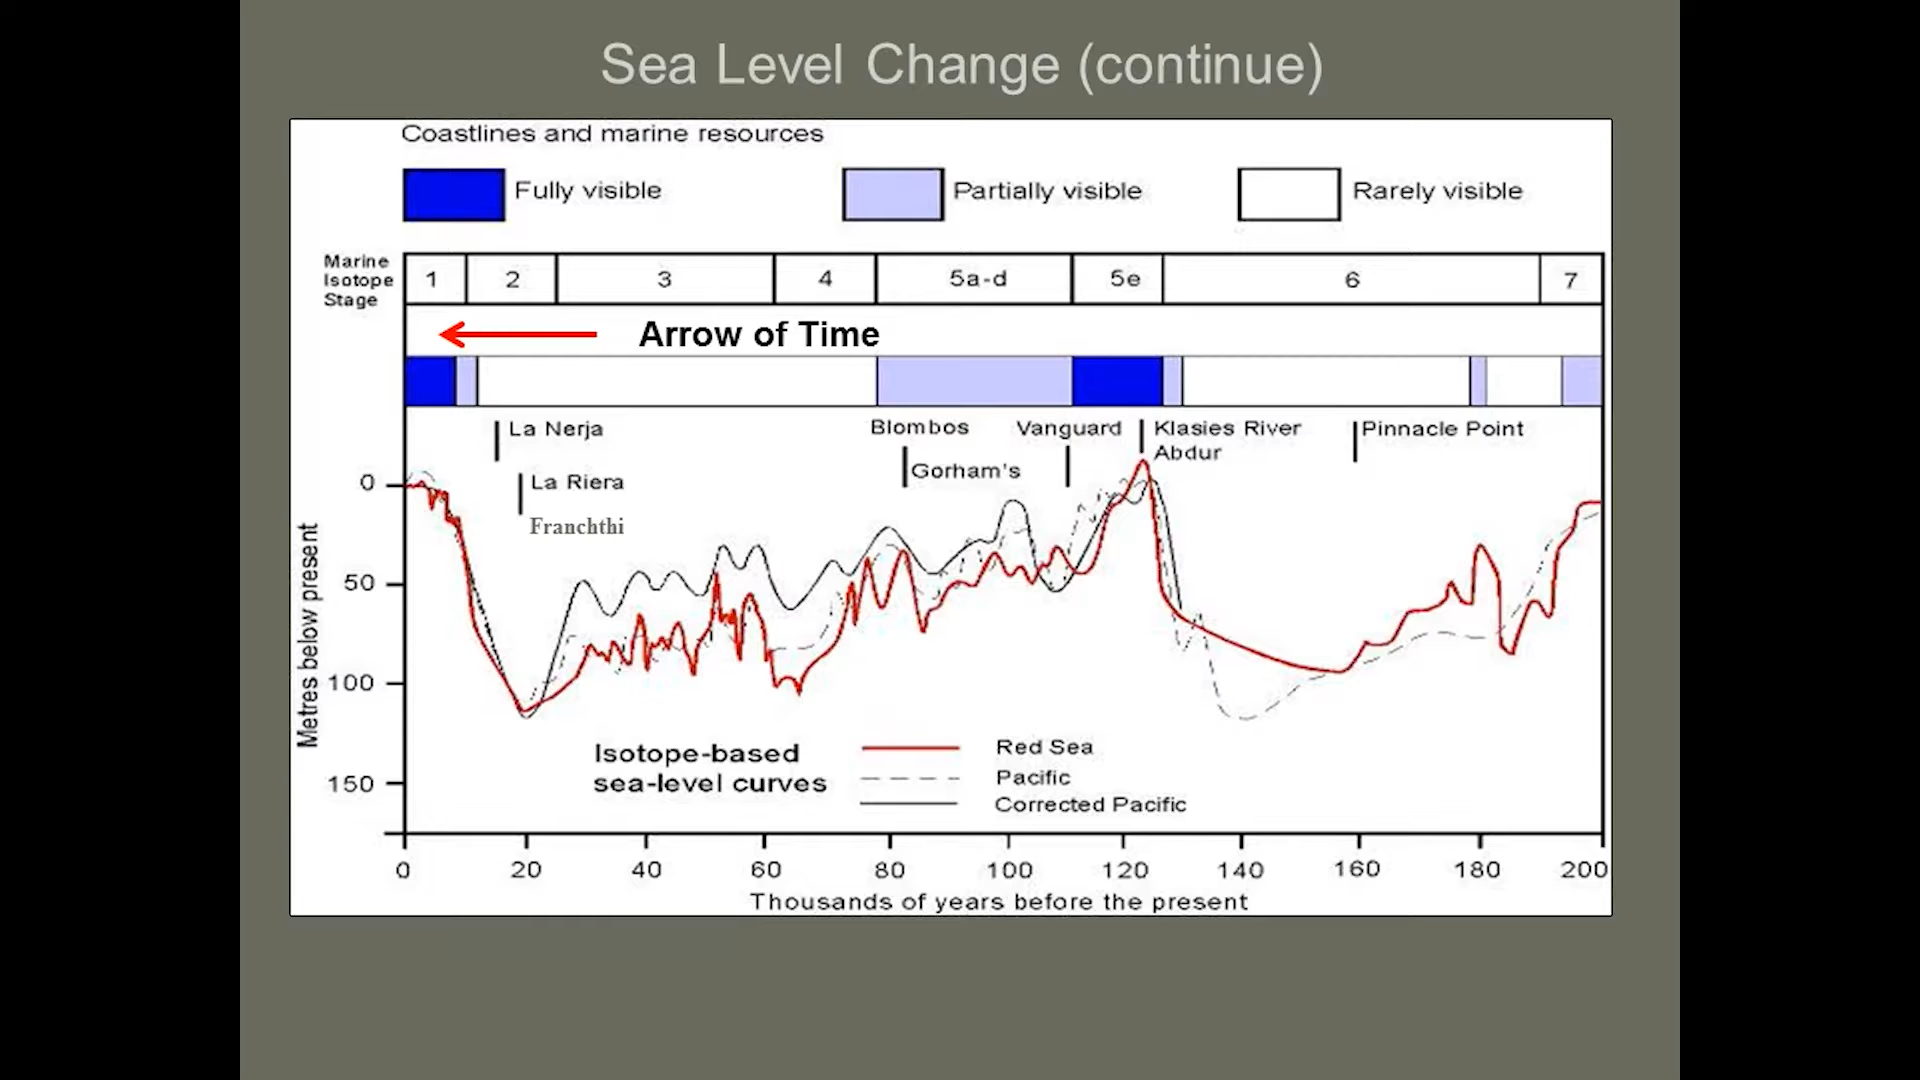 Sea Level Change (continue)
Coastlines and marine resources
Fully visible
Partially visible
Rarely visible
Marine
Isotope
Stage
1
2
3
4
5a-d
5e
6
7
Arrow of Time
La Nerja
Blombos
Vanguard
Klasies River
Abdur
Pinnacle Point
Gorham's
La Riera
Franchthi
0
50
100
150
Metres below present
Isotope-based
sea-level curves
Red Sea
Pacific
Corrected Pacific
0 20 40 60 80 100 120 140 160 180 200
Thousands of years before the present